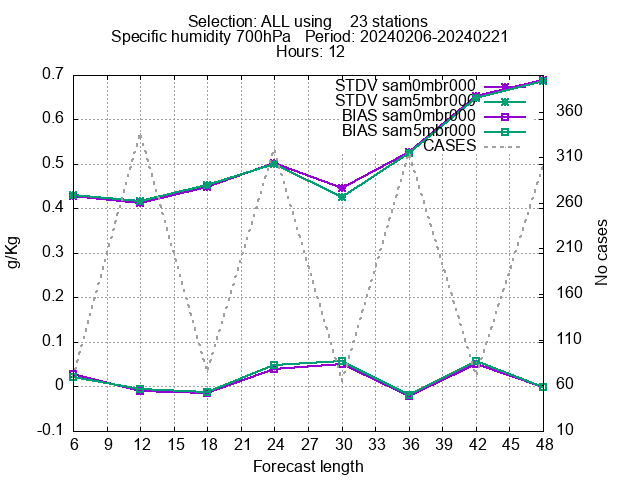 Selection: ALL using    23 stations
Specific humidity 700hPa   Period: 20240206-20240221
Hours: 12
STDV sam0mbr000
STDV sam5mbr000
BIAS sam0mbr000
BIAS sam5mbr000
CASES
0.7
0.6
0.5
0.4
0.3
0.2
0.1
0
-0.1
g/Kg
360
310
260
210
160
110
60
10
No cases
6 9 12 15 18 21 24 27 30 33 36 39 42 45 48
Forecast length